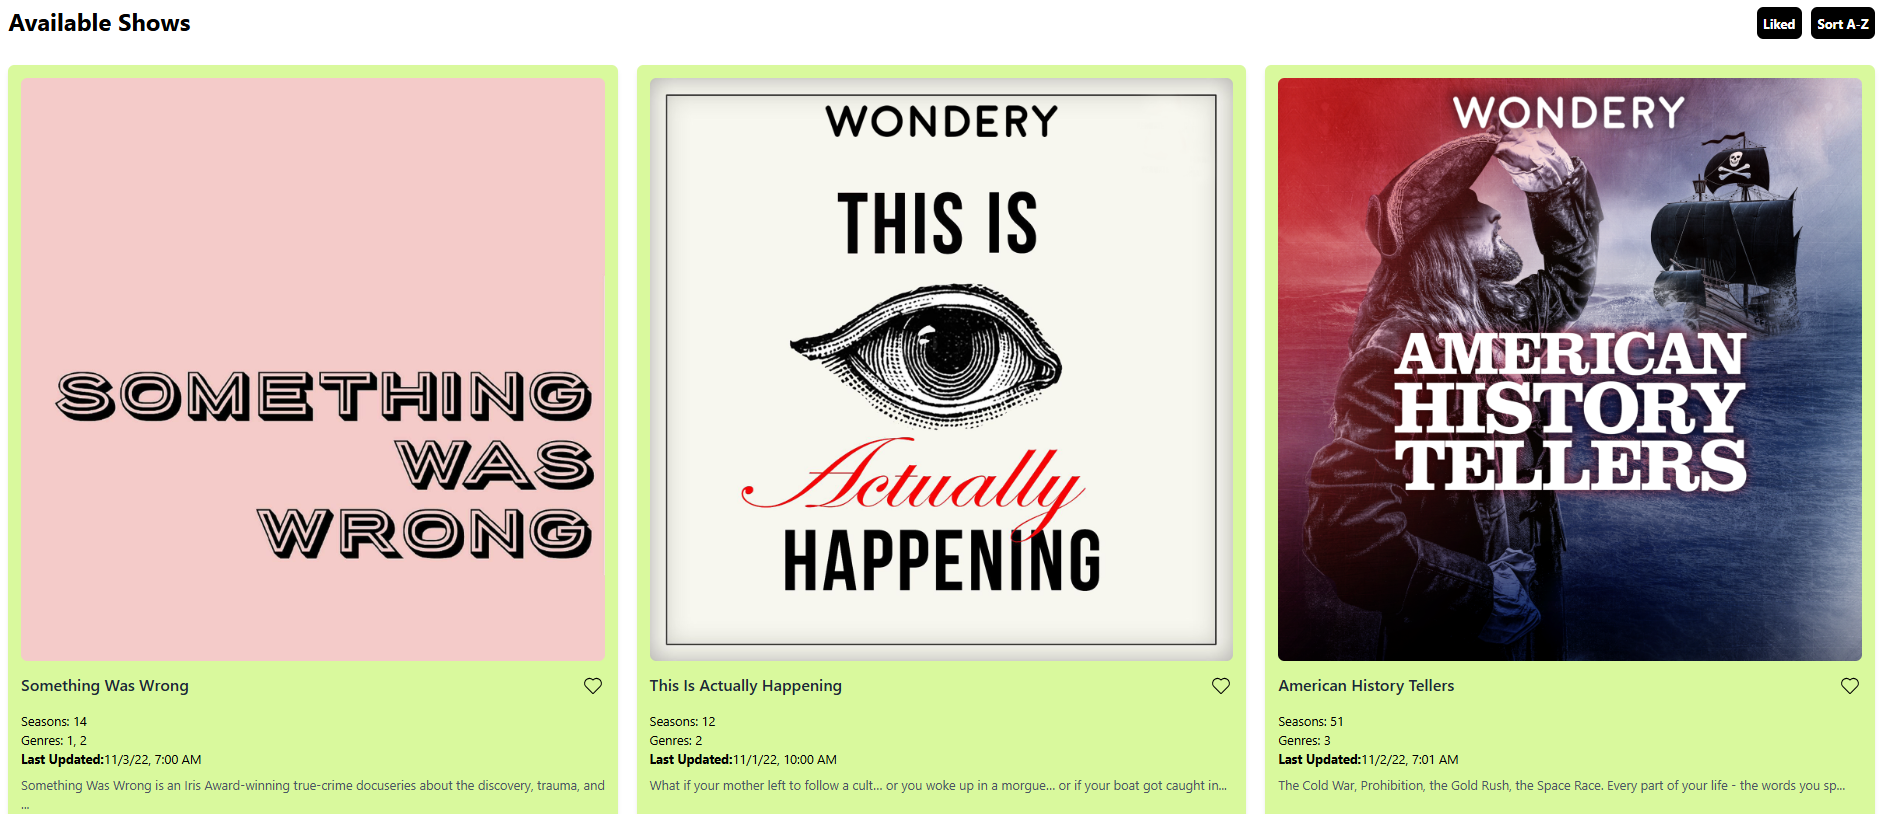 Available Shows
Liked
Sort A-Z
SOMETHING
WAS
WRONG
Something Was Wrong
Seasons: 14
Genres: 1, 2
Last Updated:11/3/22, 7:00 AM
Something Was Wrong is an Iris Award-winning true-crime docuseries about the discovery, trauma, and
...
WONDERY
THIS IS
Actually
HAPPENING
This Is Actually Happening
Seasons: 12
Genres: 2
Last Updated:11/1/22, 10:00 AM
What if your mother left to follow a cult... or you woke up in a morgue... or if your boat got caught in...
WONDERY
AMERICAN
HISTORY
TELLERS
American History Tellers
Seasons: 51
Genres: 3
Last Updated:11/2/22, 7:01 AM
The Cold War, Prohibition, the Gold Rush, the Space Race. Every part of your life - the words you sp...